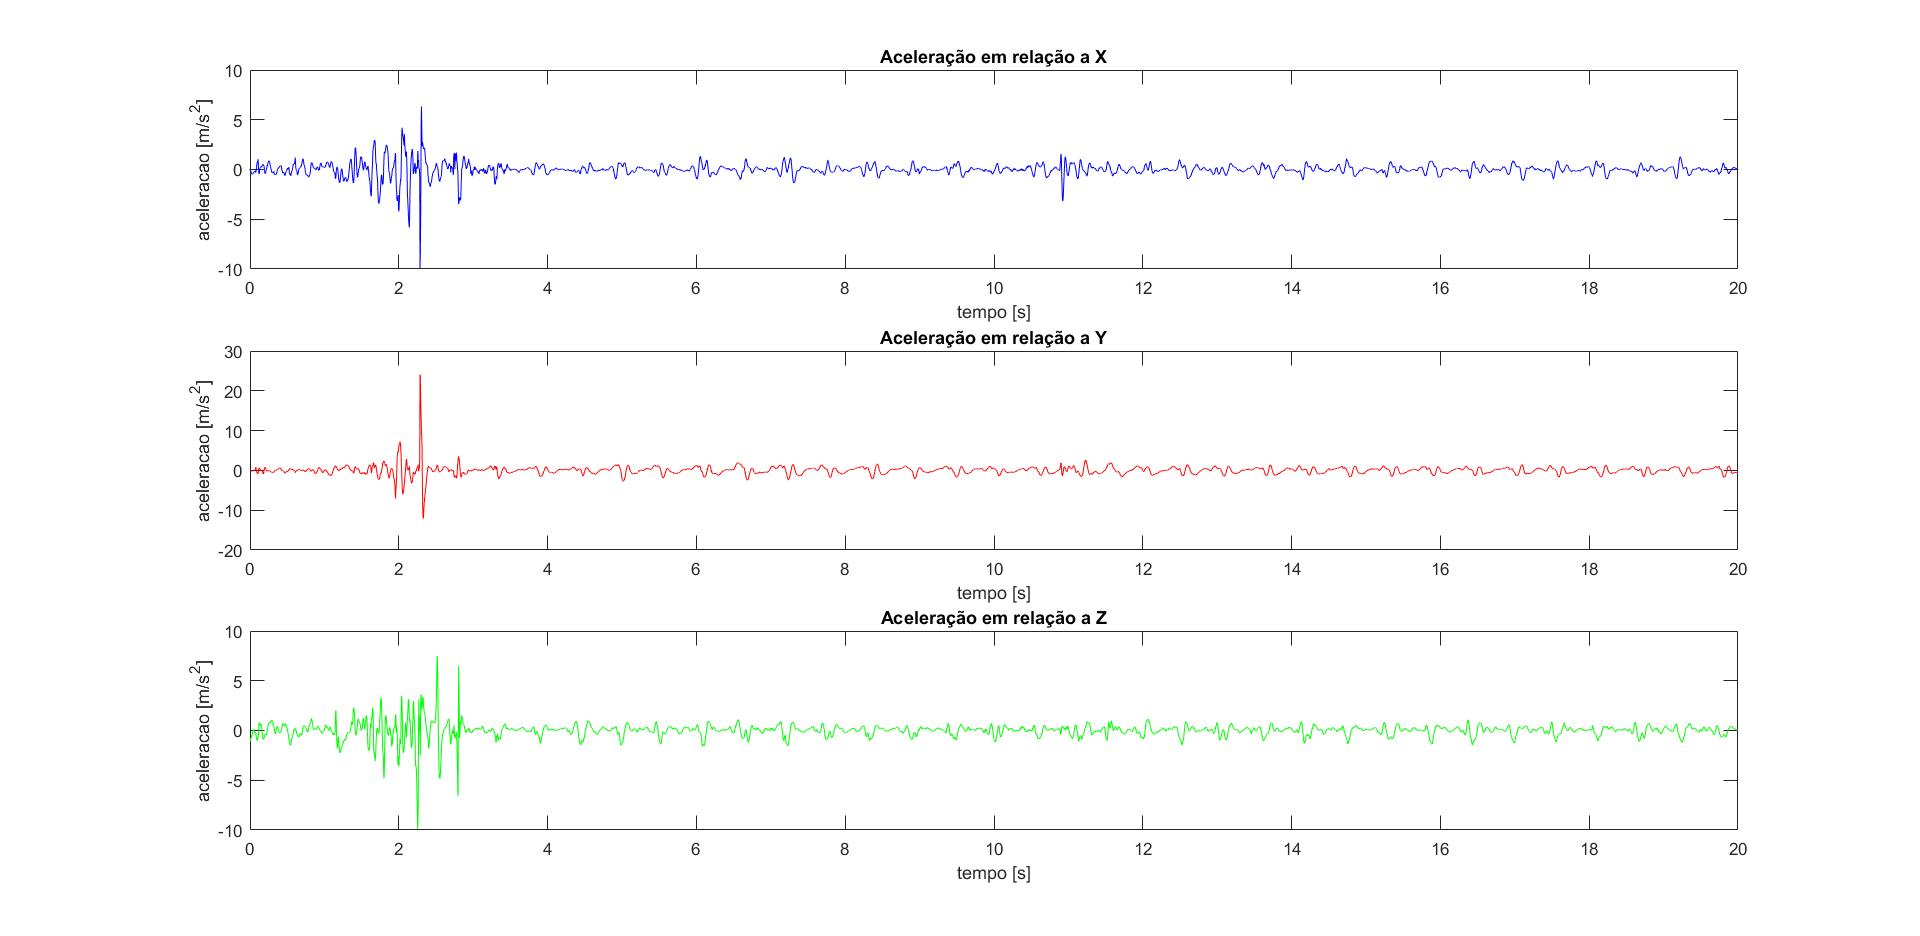 Aceleração em relação a X
aceleracao [m/s²]
10
5
0
-5
-10
0 2 4 6 8 10 12 14 16 18 20
tempo [s]
Aceleração em relação a Y
aceleracao [m/s²]
30
20
10
0
-10
-20
0 2 4 6 8 10 12 14 16 18 20
tempo [s]
Aceleração em relação a Z
aceleracao [m/s²]
10
5
0
-5
-10
0 2 4 6 8 10 12 14 16 18 20
tempo [s]